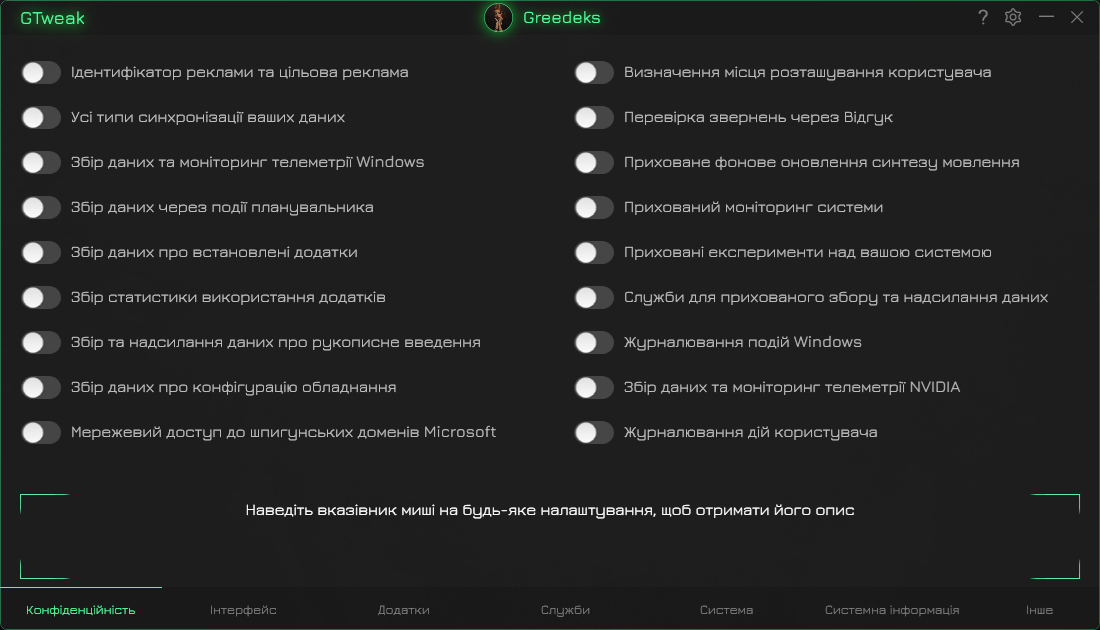 GTweak
Greedeks
?
Ідентифікатор реклами та цільова реклама
Усі типи синхронізації ваших даних
Збір даних та моніторинг телеметрії Windows
Збір даних через події планувальника
Збір даних про встановлені додатки
Збір статистики використання додатків
Збір та надсилання даних про рукописне введення
Збір даних про конфігурацію обладнання
Мережевий доступ до шпигунських доменів Microsoft
Визначення місця розташування користувача
Перевірка звернень через Відгук
Приховане фонове оновлення синтезу мовлення
Прихований моніторинг системи
Приховані експерименти над вашою системою
Служби для прихованого збору та надсилання даних
Журналювання подій Windows
Збір даних та моніторинг телеметрії NVIDIA
Журналювання дій користувача
Наведіть вказівник миші на будь-яке налаштування, щоб отримати його опис
Конфіденційність
Інтерфейс
Додатки
Служби
Система
Системна інформація
Інше